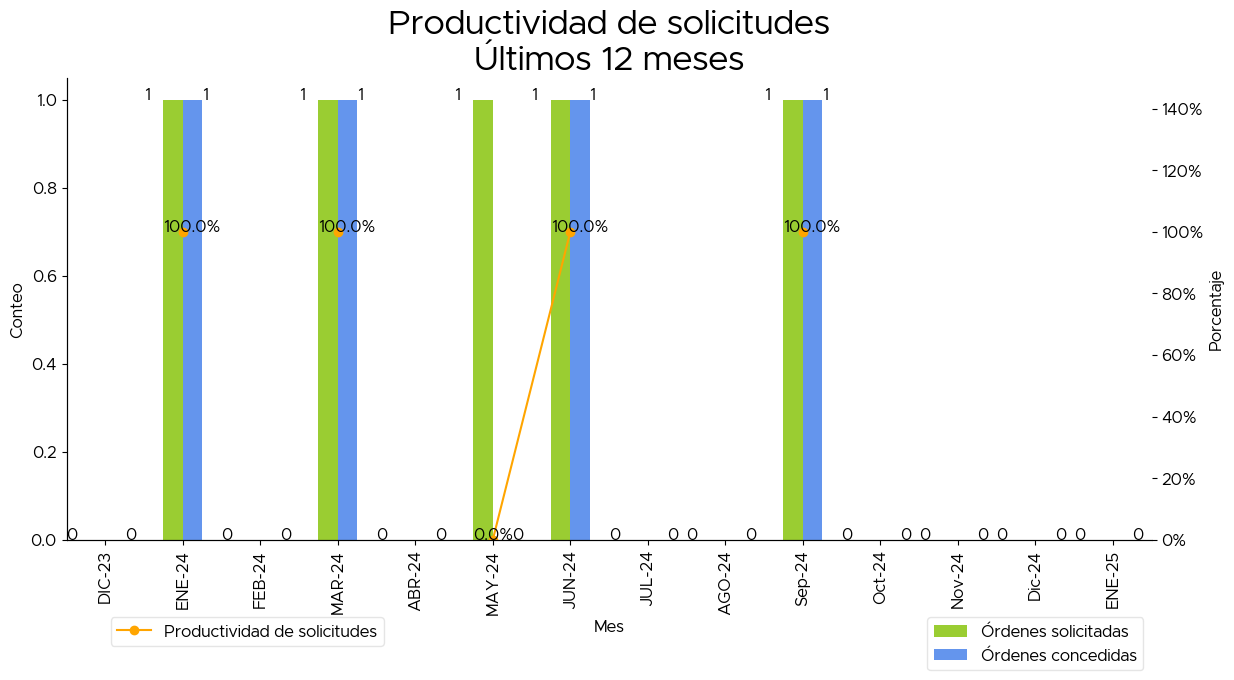 Productividad de solicitudes
Últimos 12 meses
1 1 1 1 1 1 1 1 1
1.0
0.8
0.6
0.4
0.2
0.0
Conteo
140%
120%
100%
80%
60%
40%
20%
0%
Porcentaje
100.0% 100.0% 100.0% 100.0%
0 0 0 0 0 0 0.0% 0 0 0 0 0 0 0 0 0 0 0 0 0
DIC-23 ENE-24 FEB-24 MAR-24 ABR-24 MAY-24 JUN-24 JUL-24 AGO-24 Sep-24 Oct-24 Nov-24 Dic-24 ENE-25
Mes
Productividad de solicitudes
Órdenes solicitadas
Órdenes concedidas